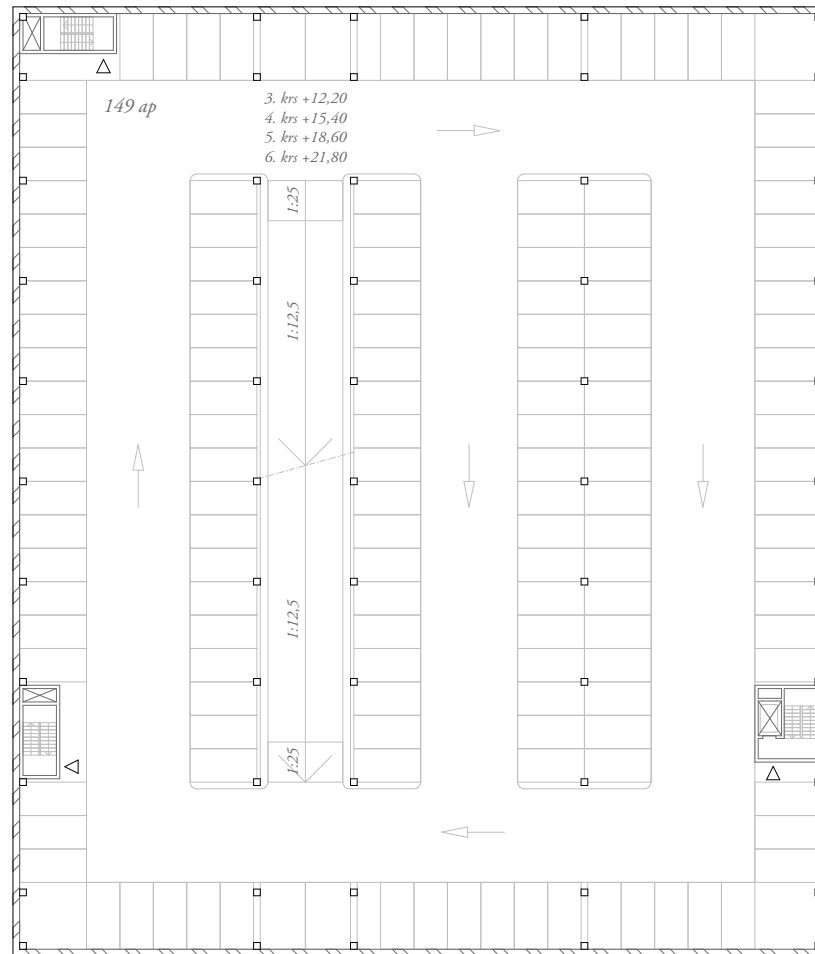 149 ap
3. krs +12,20
4. krs +15,40
5. krs +18,60
6. krs +21,80
1:25
1:12,5
1:12,5
1:25